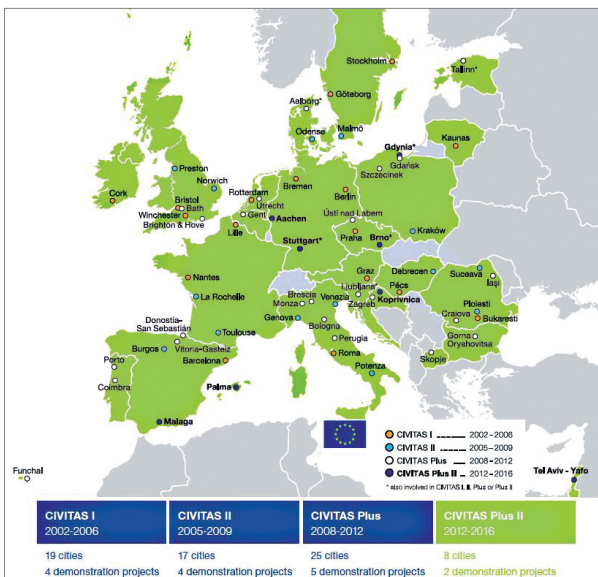 Stockholm
Tallinn*
Göteborg
Aalborg*
Odense
Malmö
Kaunas
Gdynia*
Gdańsk
Szczecinek
Preston
Norwich
Cork
Bristol
Bath
Winchester
Brighton & Hove
Rotterdam
Utrecht
Gent
Lille
Aachen
Bremen
Berlin
Ústí nad Labem
Praha
Brno*
Kraków
Stuttgart*
Nantes
La Rochelle
Graz
Debrecen
Suceava
Iaşi
Ljubljana*
Pécs
Zagreb
Koprivnica
Brescia
Monza
Venezia
Genova
Bologna
Ploiesti
Craiova
Bukaresti
Gorna
Oryahovitsa
Skopje
Donostia-
San Sebastián
Toulouse
Burgos
Vitoria-Gasteiz
Barcelona
Perugia
Roma
Potenza
Porto
Coimbra
Palma
Malaga
Funchal
Tel Aviv - Yafo
CIVITAS I 2002-2006
CIVITAS II 2005-2009
CIVITAS Plus 2008-2012
CIVITAS Plus II 2012-2016
* also involved in CIVITAS I, II, Plus or Plus II
CIVITAS I
2002-2006
19 cities
4 demonstration projects
CIVITAS II
2005-2009
17 cities
4 demonstration projects
CIVITAS Plus
2008-2012
25 cities
5 demonstration projects
CIVITAS Plus II
2012-2016
8 cities
2 demonstration projects